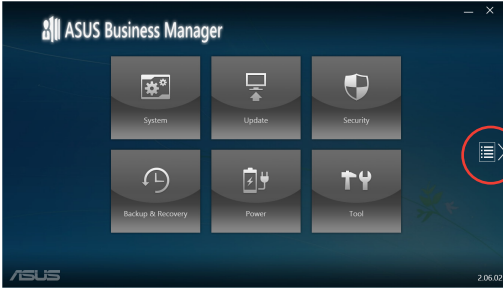 ASUS Business Manager
System
Update
Security
Backup & Recovery
Power
Tool
ASUS
2.06.02